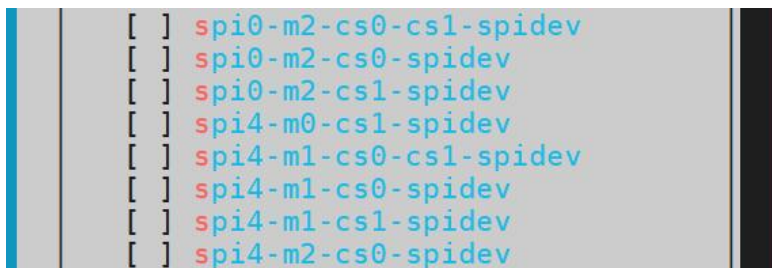 [ ] spi0-m2-cs0-cs1-spidev
[ ] spi0-m2-cs0-spidev
[ ] spi0-m2-cs1-spidev
[ ] spi4-m0-cs1-spidev
[ ] spi4-m1-cs0-cs1-spidev
[ ] spi4-m1-cs0-spidev
[ ] spi4-m1-cs1-spidev
[ ] spi4-m2-cs0-spidev